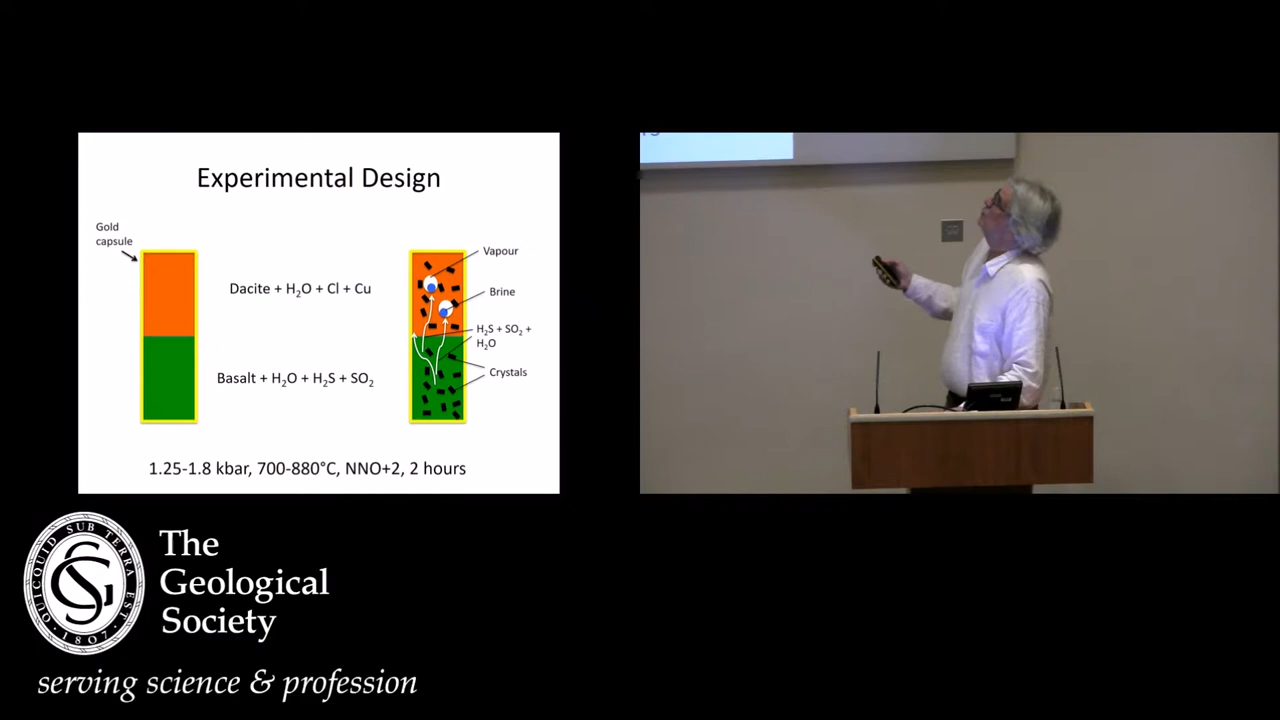 Experimental Design
Gold
capsule
Vapour
Dacite + H₂O + Cl + Cu
Brine
H₂S + SO₂ +
H₂O
Basalt + H₂O + H₂S + SO₂
Crystals
1.25-1.8 kbar, 700-880°C, NNO+2, 2 hours
QUICQUID SUB TERRA EST
1807
The
Geological
Society
serving science & profession